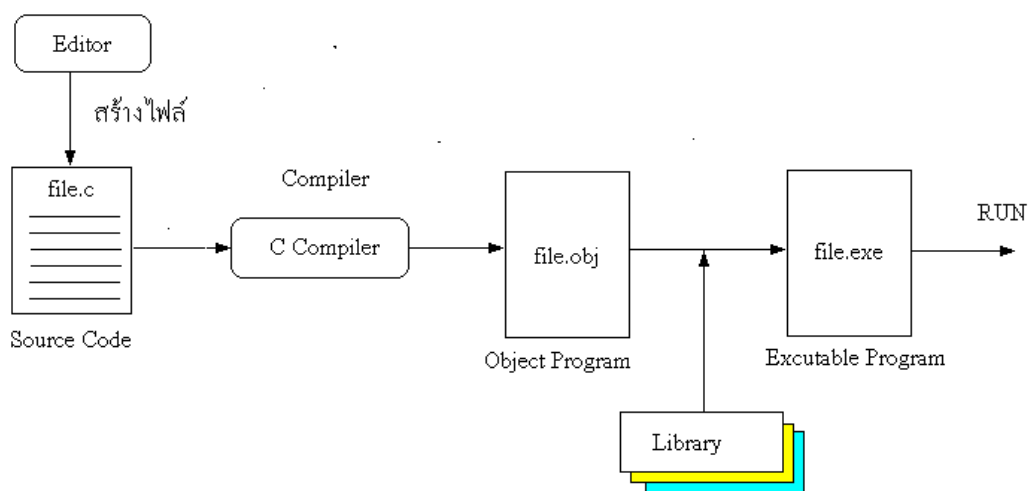 Editor
สร้างไฟล์
file.c
Source Code
Compiler
C Compiler
file.obj
Object Program
Library
file.exe
Excutable Program
RUN